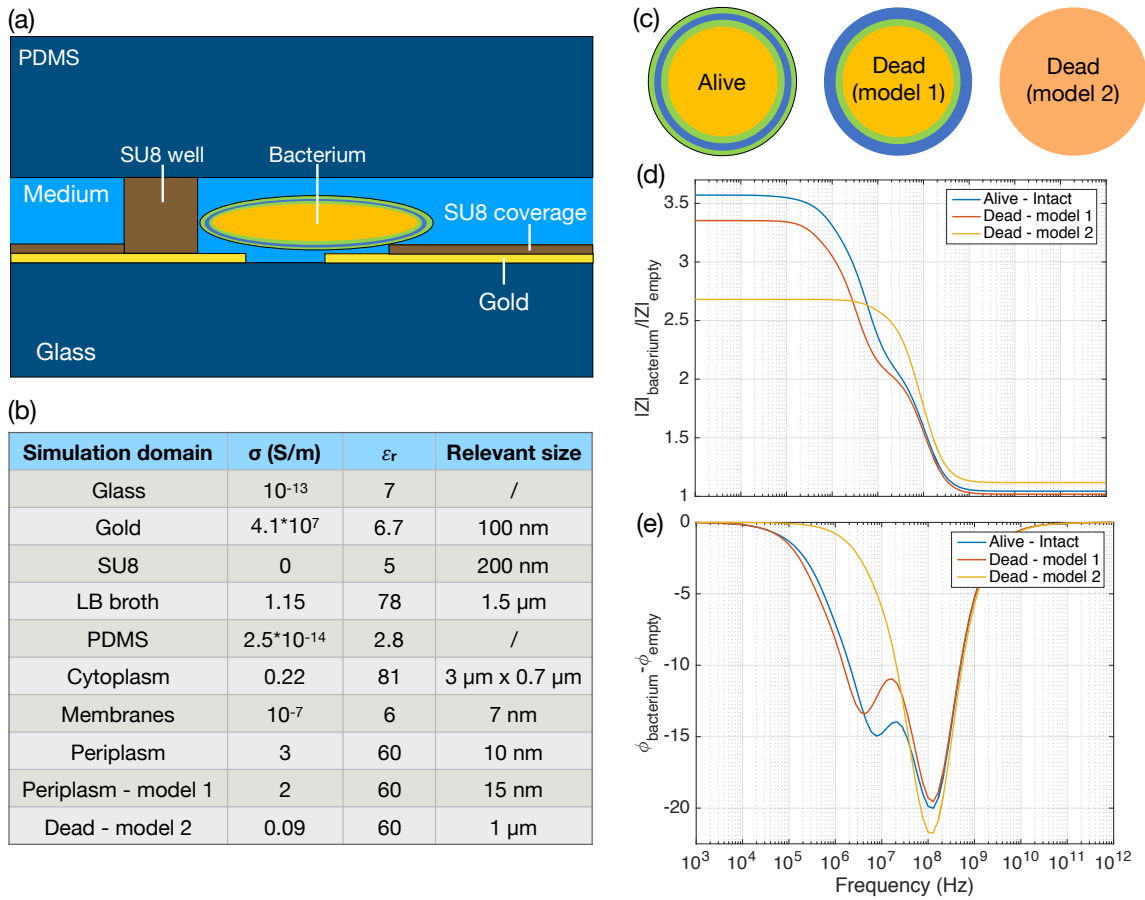 (a)
PDMS
SU8 well
Bacterium
Medium
SU8 coverage
Gold
Glass
(b)
Simulation domain σ (S/m) εr Relevant size
Glass 10-13 7 /
Gold 4.1*10⁷ 6.7 100 nm
SU8 0 5 200 nm
LB broth 1.15 78 1.5 μm
PDMS 2.5*10-14 2.8 /
Cytoplasm 0.22 81 3 μm x 0.7 μm
Membranes 10-7 6 7 nm
Periplasm 3 60 10 nm
Periplasm - model 1 2 60 15 nm
Dead - model 2 0.09 60 1 μm
(c)
Alive
Dead
(model 1)
Dead
(model 2)
(d)
Alive - Intact
Dead - model 1
Dead - model 2
3.5
3
2.5
2
1.5
1
|Z|bacterium/|Z|empty
(e)
Alive - Intact
Dead - model 1
Dead - model 2
0
-5
-10
-15
-20
ϕbacterium-ϕempty
10³ 10⁴ 10⁵ 10⁶ 10⁷ 10⁸ 10⁹ 10¹⁰ 10¹¹ 10¹²
Frequency (Hz)